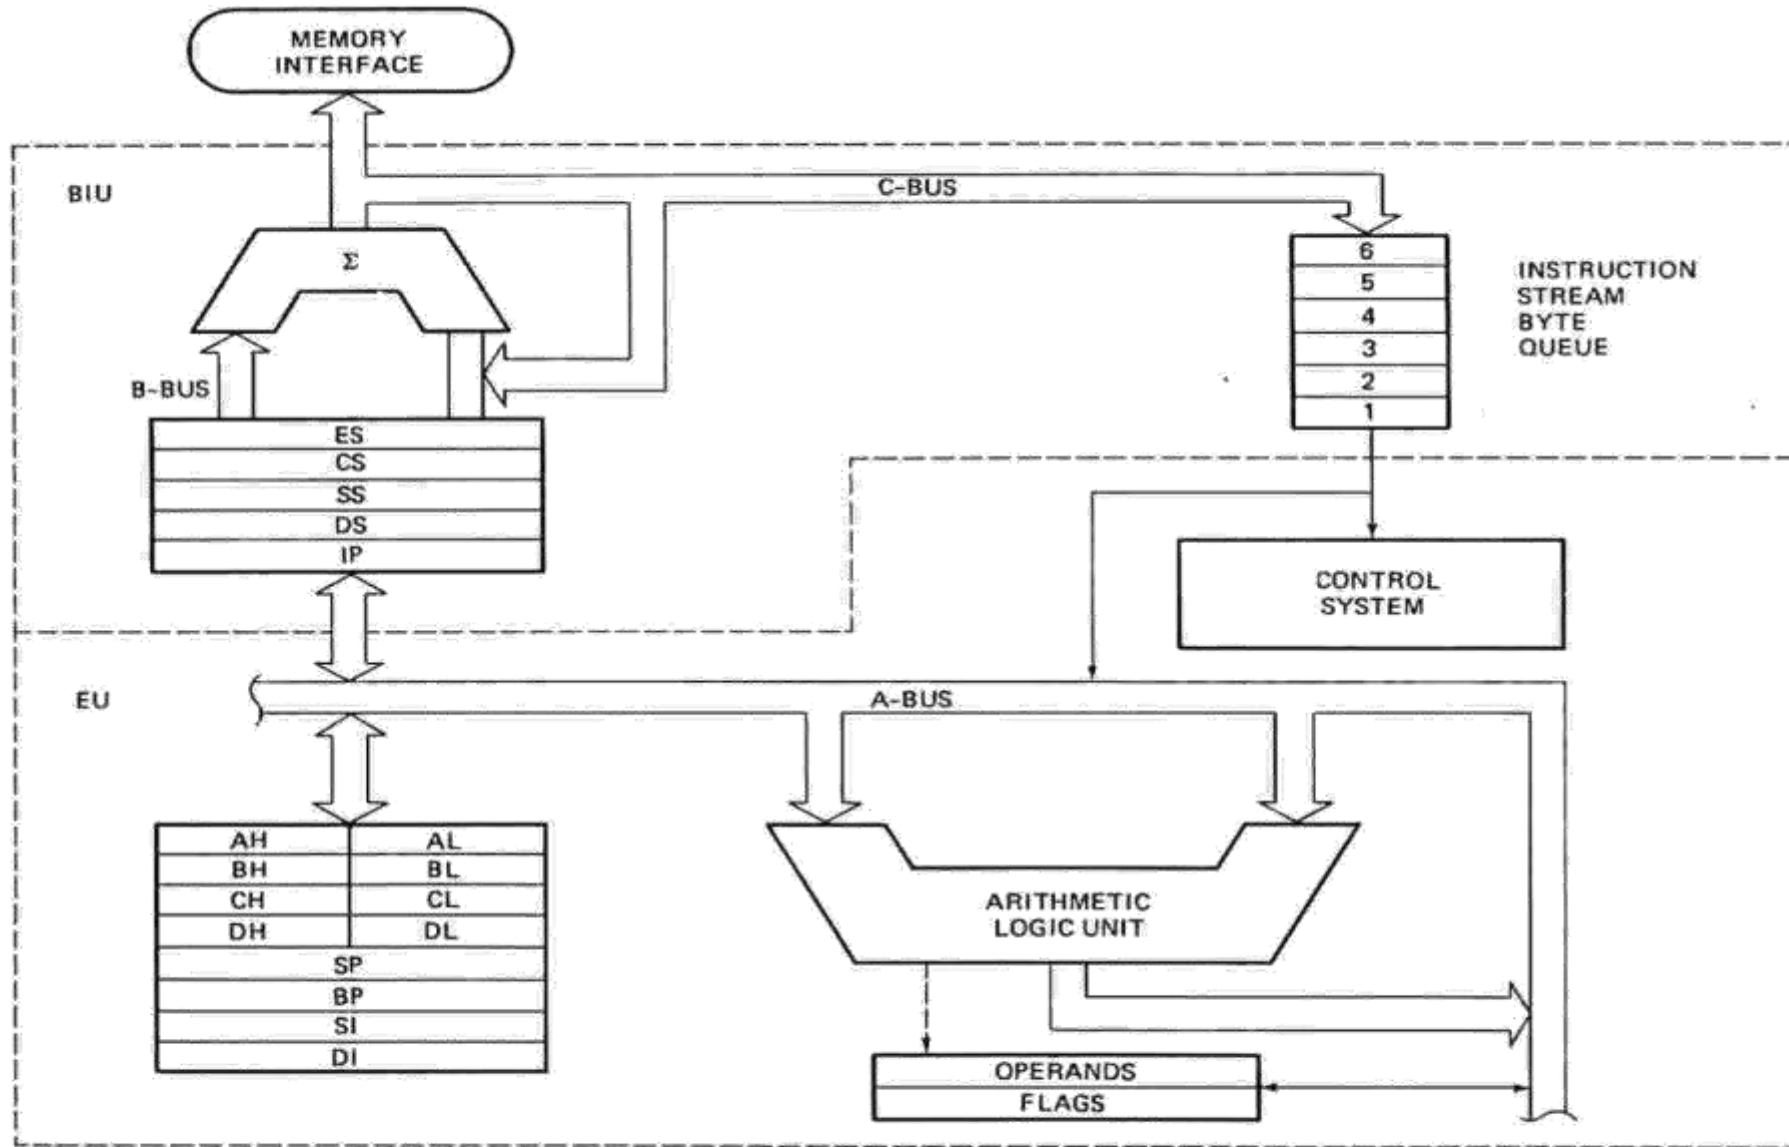 MEMORY
INTERFACE
BIU
C-BUS
Σ
B-BUS
6
5
4
3
2
1
INSTRUCTION
STREAM
BYTE
QUEUE
ES
CS
SS
DS
IP
CONTROL
SYSTEM
EU
A-BUS
AH AL
BH BL
CH CL
DH DL
SP
BP
SI
DI
ARITHMETIC
LOGIC UNIT
OPERANDS
FLAGS